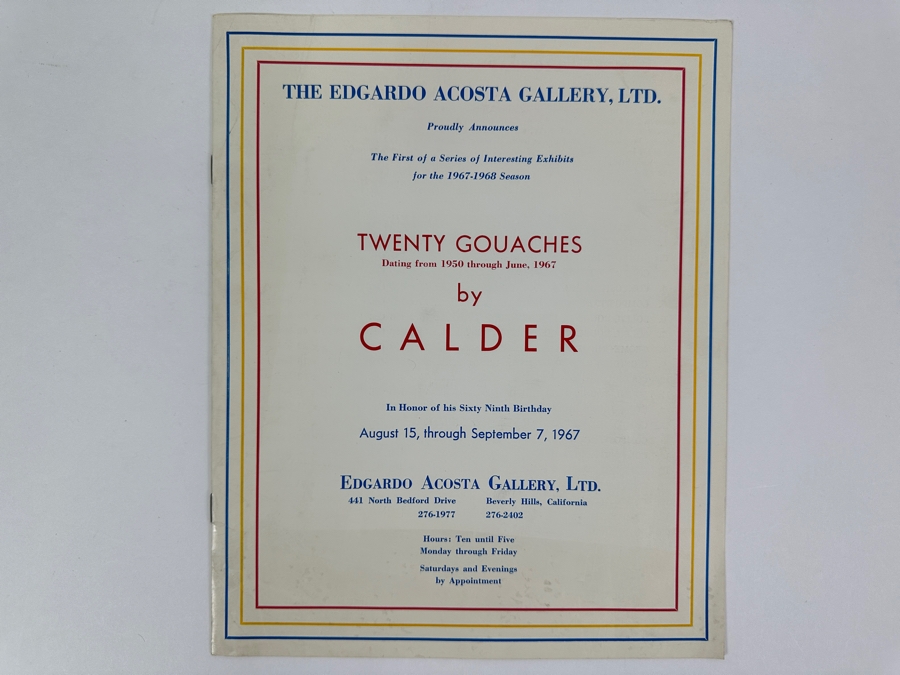 THE EDGARDO ACOSTA GALLERY, LTD.
Proudly Announces
The First of a Series of Interesting Exhibits
for the 1967-1968 Season
TWENTY GOUACHES
Dating from 1950 through June, 1967
by
CALDER
In Honor of his Sixty Ninth Birthday
August 15, through September 7, 1967
EDGARDO ACOSTA GALLERY, LTD.
441 North Bedford Drive Beverly Hills, California
276-1977 276-2402
Hours: Ten until Five
Monday through Friday
Saturdays and Evenings
by Appointment